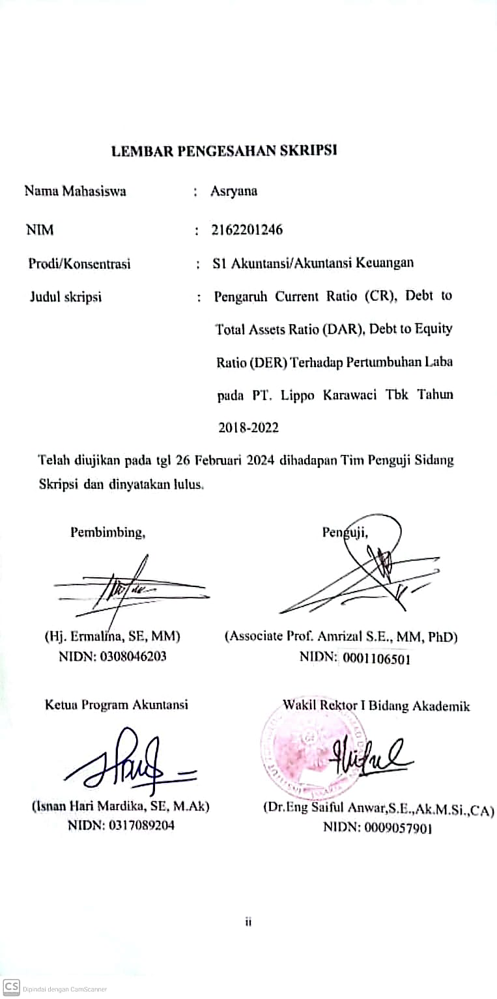 LEMBAR PENGESAHAN SKRIPSI
Nama Mahasiswa : Asryana
NIM : 2162201246
Prodi/Konsentrasi : S1 Akuntansi/Akuntansi Keuangan
Judul skripsi : Pengaruh Current Ratio (CR), Debt to
Total Assets Ratio (DAR), Debt to Equity
Ratio (DER) Terhadap Pertumbuhan Laba
pada PT. Lippo Karawaci Tbk Tahun
2018-2022
Telah diujikan pada tgl 26 Februari 2024 dihadapan Tim Penguji Sidang
Skripsi dan dinyatakan lulus.
Pembimbing, Penguji,
(Hj. Ermalina, SE, MM) (Associate Prof. Amrizal S.E., MM, PhD)
NIDN: 0308046203 NIDN: 0001106501
Ketua Program Akuntansi Wakil Rektor I Bidang Akademik
(Isnan Hari Mardika, SE, M.Ak) (Dr.Eng Saiful Anwar,S.E.,Ak.M.Si.,CA)
NIDN: 0317089204 NIDN: 0009057901
ii
CS Dipindai dengan CamScanner